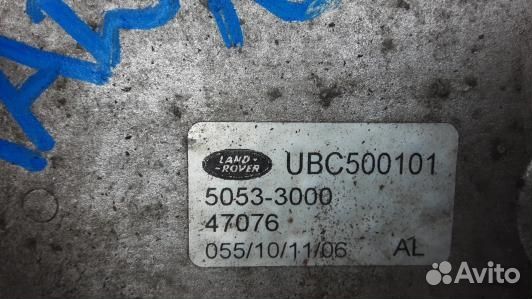 LAND-
-ROVER
UBC500101
5053-3000
47076
055/10/11/06 AL
Avito